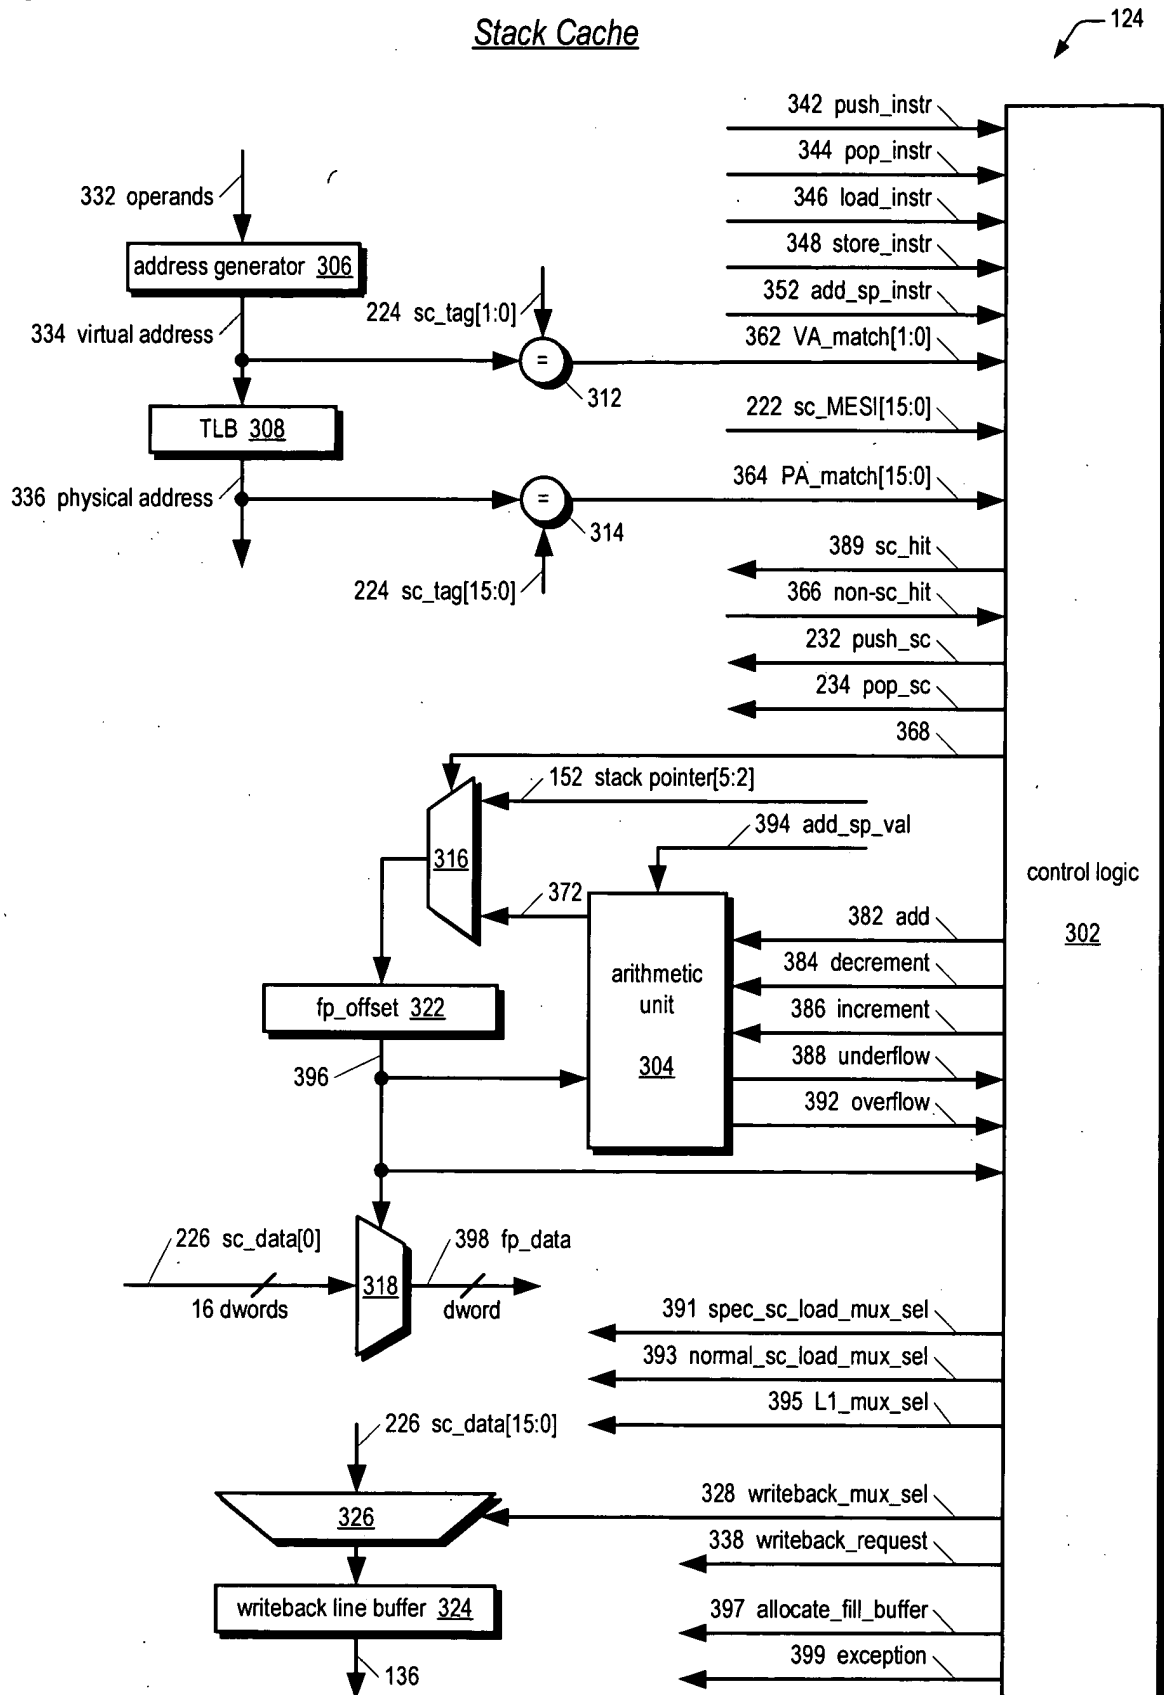 Stack Cache
124
342 push_instr
344 pop_instr
332 operands
346 load_instr
348 store_instr
address generator 306
352 add_sp_instr
224 sc_tag[1:0]
334 virtual address
362 VA_match[1:0]
=
312
222 sc_MESI[15:0]
TLB 308
336 physical address
364 PA_match[15:0]
=
314
389 sc_hit
224 sc_tag[15:0]
366 non-sc_hit
232 push_sc
234 pop_sc
368
152 stack pointer[5:2]
394 add_sp_val
316
372
control logic
302
382 add
arithmetic
unit
304
384 decrement
fp_offset 322
386 increment
396
388 underflow
392 overflow
226 sc_data[0]
398 fp_data
318
16 dwords
dword
391 spec_sc_load_mux_sel
393 normal_sc_load_mux_sel
395 L1_mux_sel
226 sc_data[15:0]
328 writeback_mux_sel
326
338 writeback_request
writeback line buffer 324
397 allocate_fill_buffer
399 exception
136